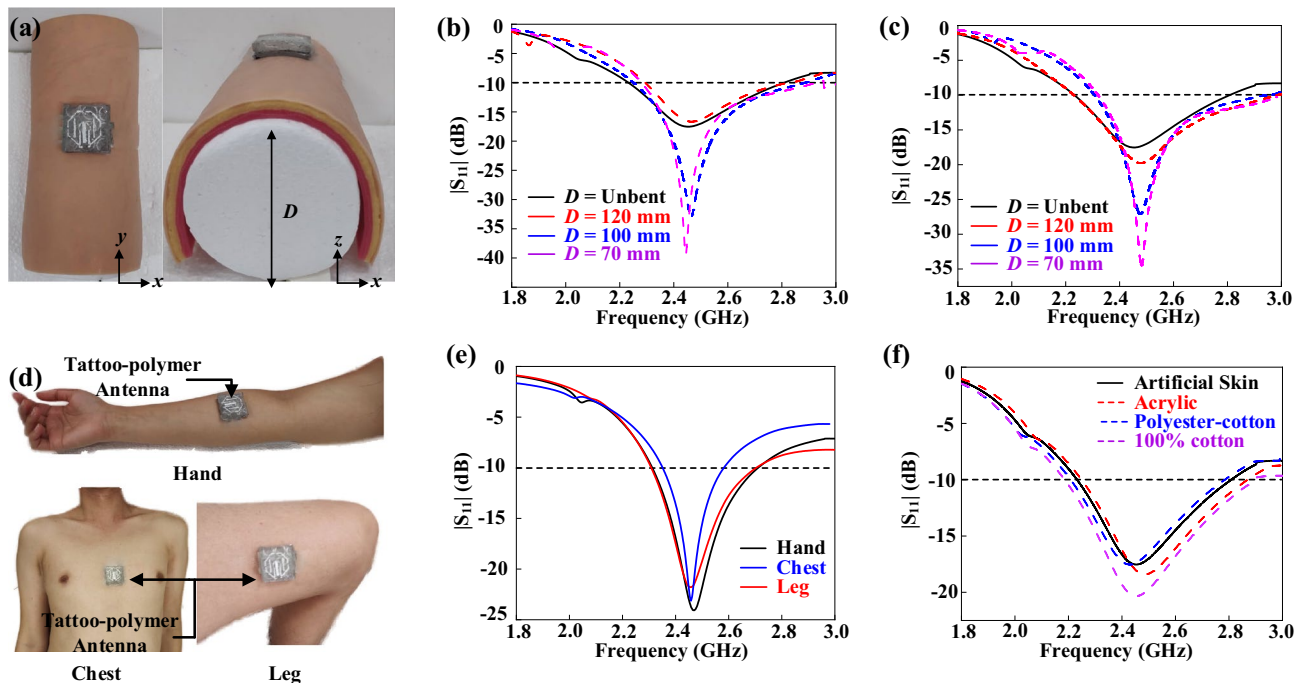 (a)
D
y
x
z
x
(b)
0
-5
-10
-15
-20
-25
-30
-35
-40
|S11| (dB)
D = Unbent
D = 120 mm
D = 100 mm
D = 70 mm
1.8 2.0 2.2 2.4 2.6 2.8 3.0
Frequency (GHz)
(c)
0
-5
-10
-15
-20
-25
-30
-35
|S11| (dB)
D = Unbent
D = 120 mm
D = 100 mm
D = 70 mm
1.8 2.0 2.2 2.4 2.6 2.8 3.0
Frequency (GHz)
(d)
Tattoo-polymer
Antenna
Hand
Tattoo-polymer
Antenna
Chest Leg
(e)
0
-5
-10
-15
-20
-25
|S11| (dB)
Hand
Chest
Leg
1.8 2.0 2.2 2.4 2.6 2.8 3.0
Frequency (GHz)
(f)
0
-5
-10
-15
-20
|S11| (dB)
Artificial Skin
Acrylic
Polyester-cotton
100% cotton
1.8 2.0 2.2 2.4 2.6 2.8 3.0
Frequency (GHz)